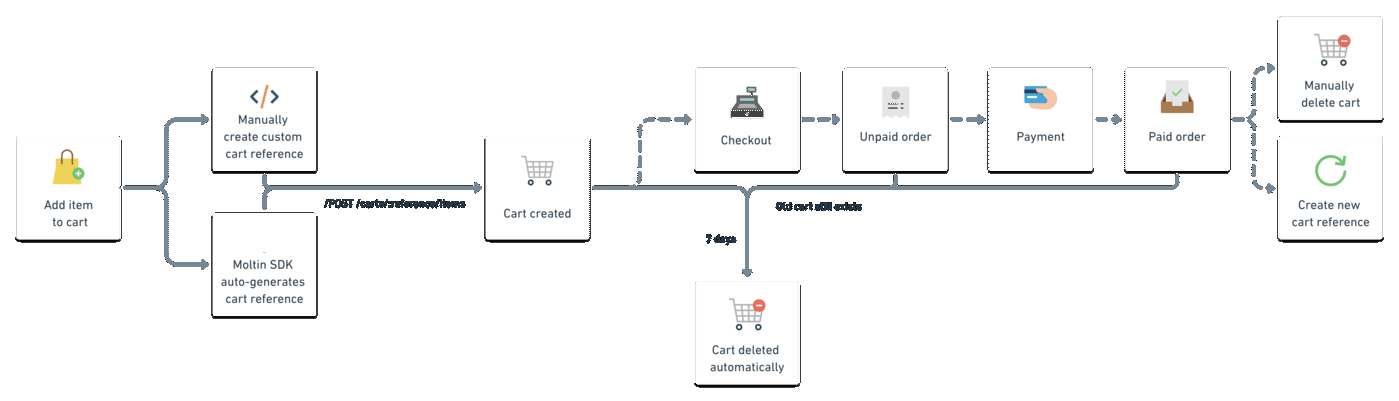 Add item
to cart
Manually
create custom
cart reference
Moltin SDK
auto-generates
cart reference
/POST /carts/:reference/items
Cart created
Checkout
Unpaid order
Payment
Paid order
Old cart still exists
7 days
Cart deleted
automatically
Manually
delete cart
Create new
cart reference